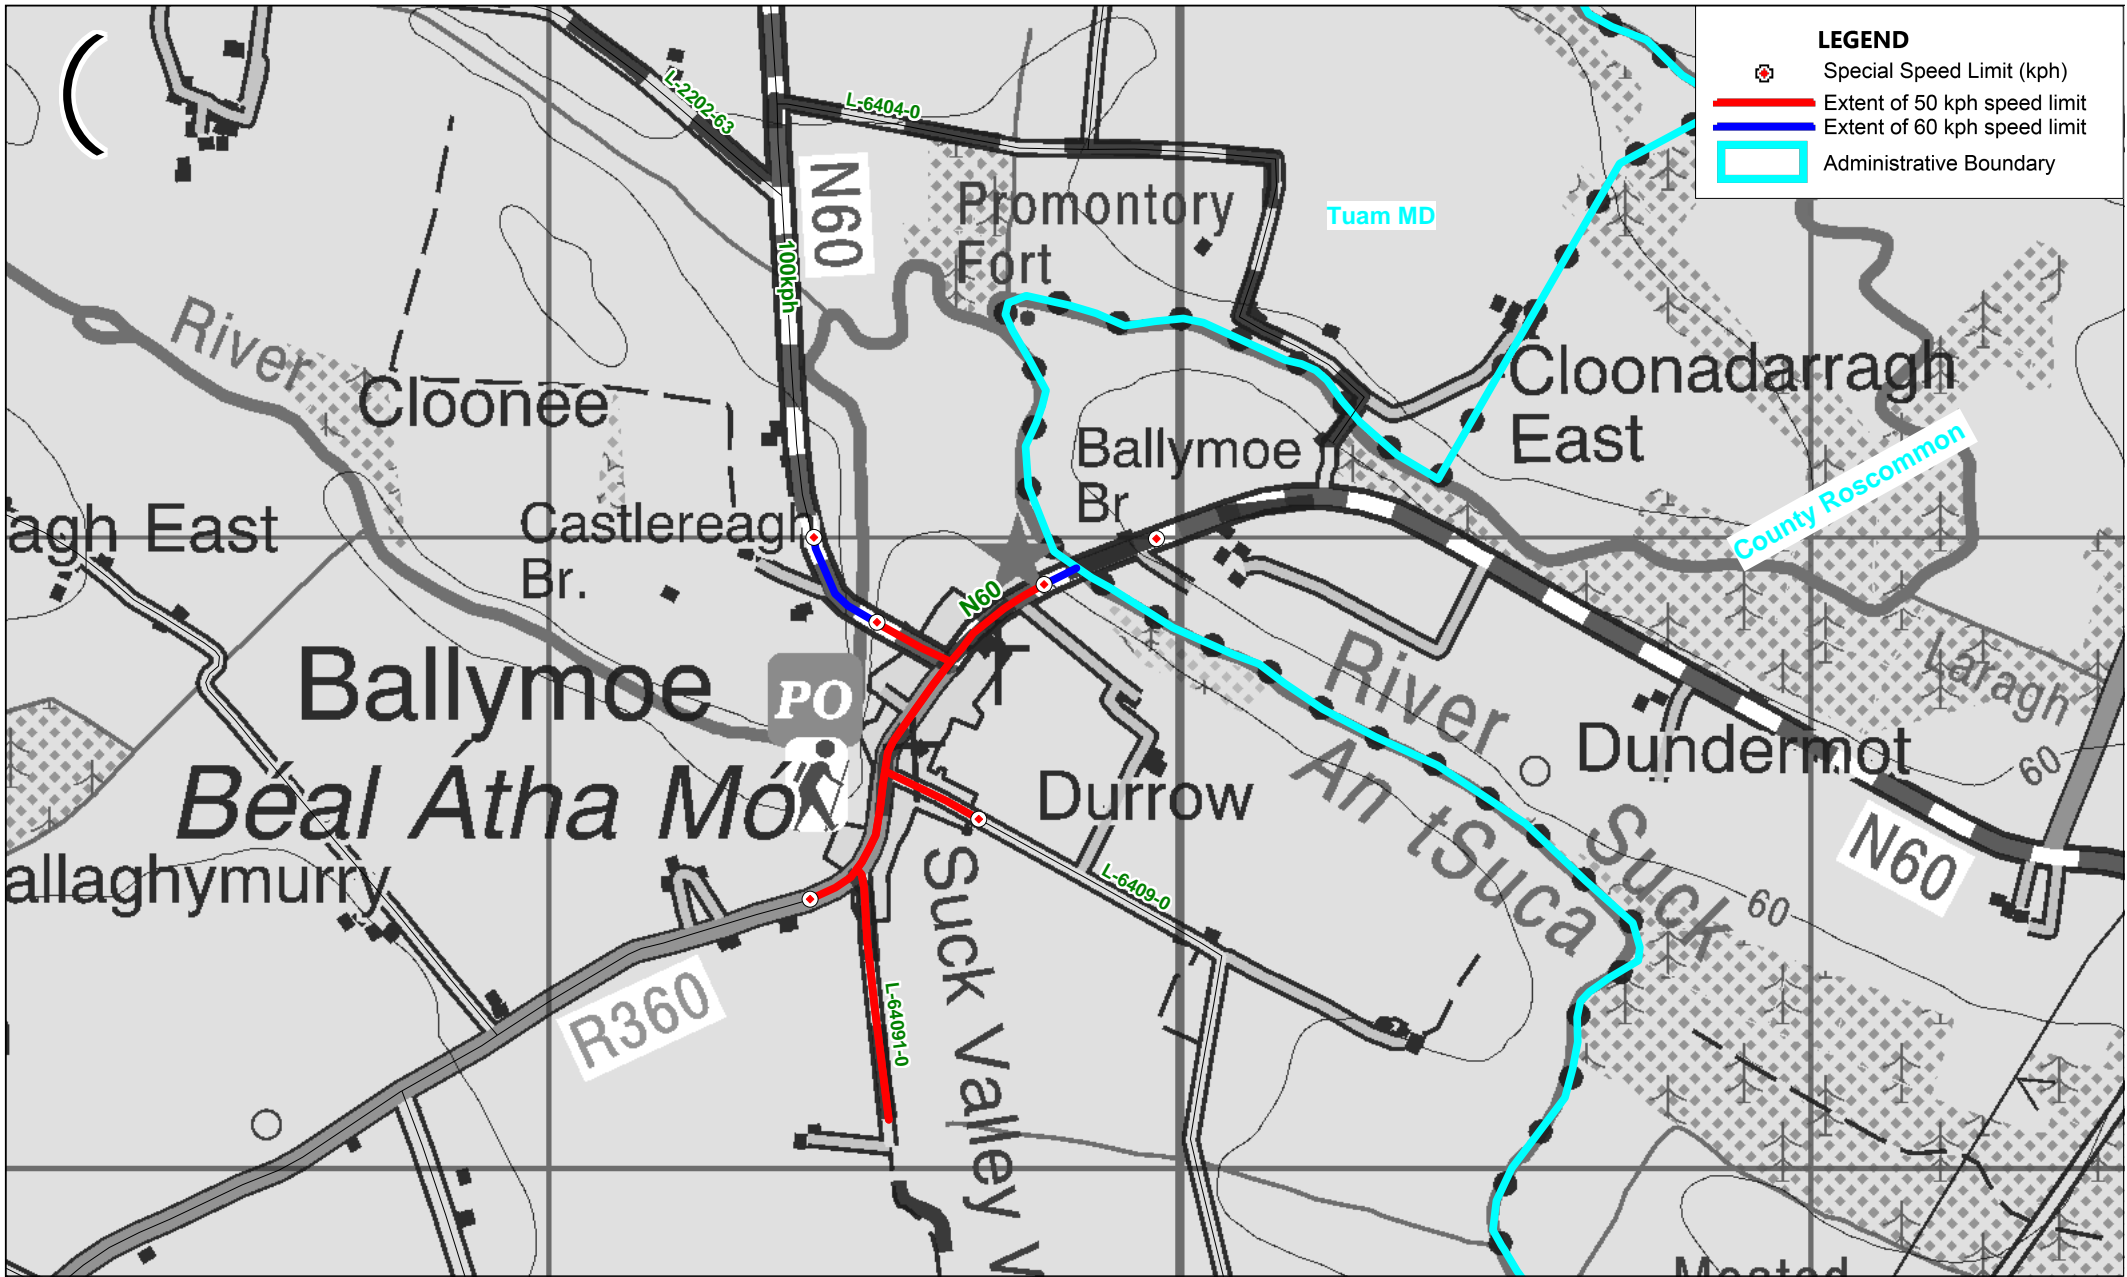 LEGEND
Special Speed Limit (kph)
Extent of 50 kph speed limit
Extent of 60 kph speed limit
Administrative Boundary
L-2202-63
L-6404-0
N60
Promontory
Fort
Tuam MD
100kph
River
Cloonee
Cloonadarragh
East
Ballymoe
Br
County Roscommon
agh East
Castlereagh
Br.
N60
Ballymoe
PO
River
Laragh
Dundermot
60
Béal Átha Mó
Durrow
An tSuca
Suck
N60
allaghymurry
L-6409-0
60
Suck Valley W
R360
L-64091-0
Moated